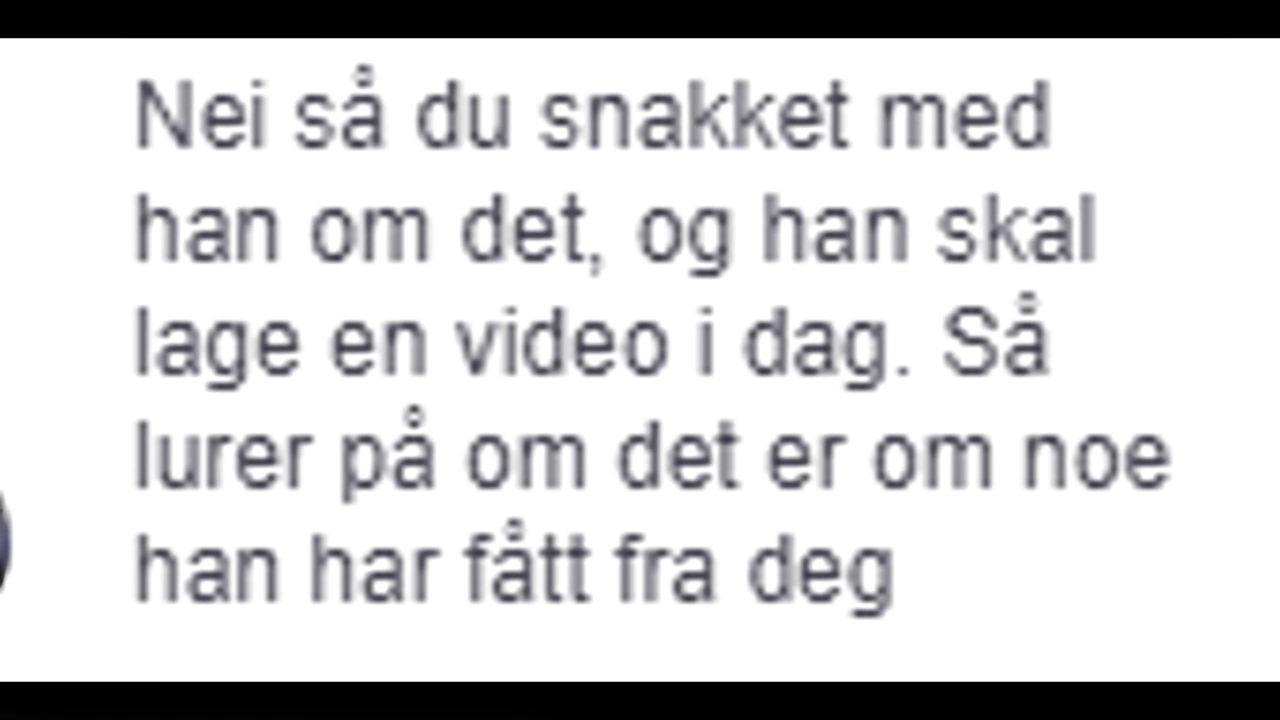 Nei så du snakket med
han om det, og han skal
lage en video i dag. Så
lurer på om det er om noe
han har fått fra deg